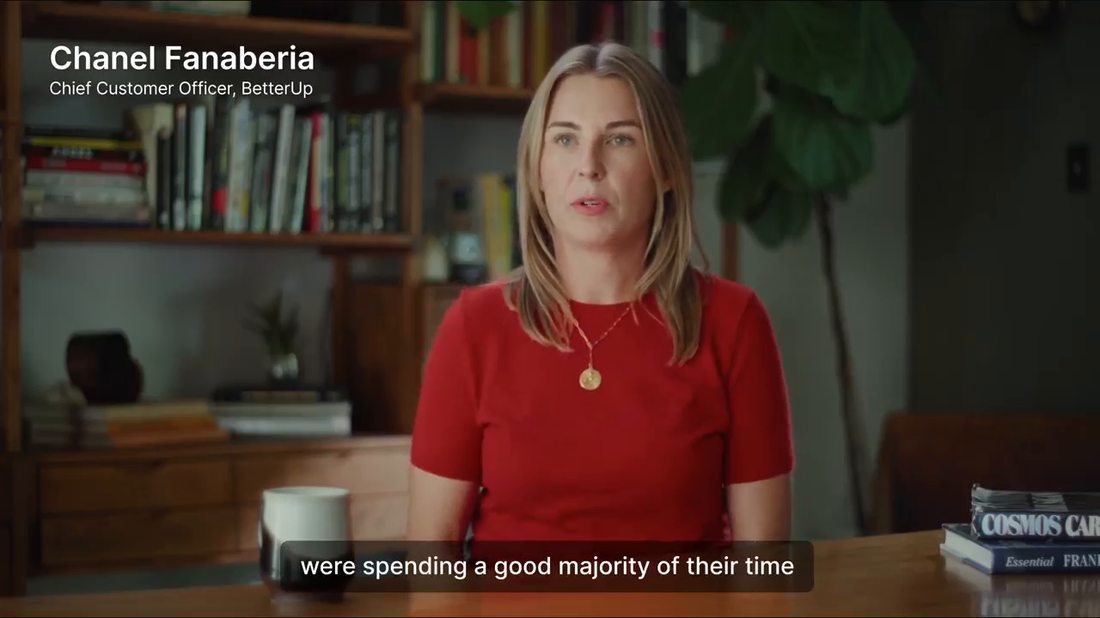 Chanel Fanaberia
Chief Customer Officer, BetterUp
COSMOS CAR
Essential FRANK
were spending a good majority of their time